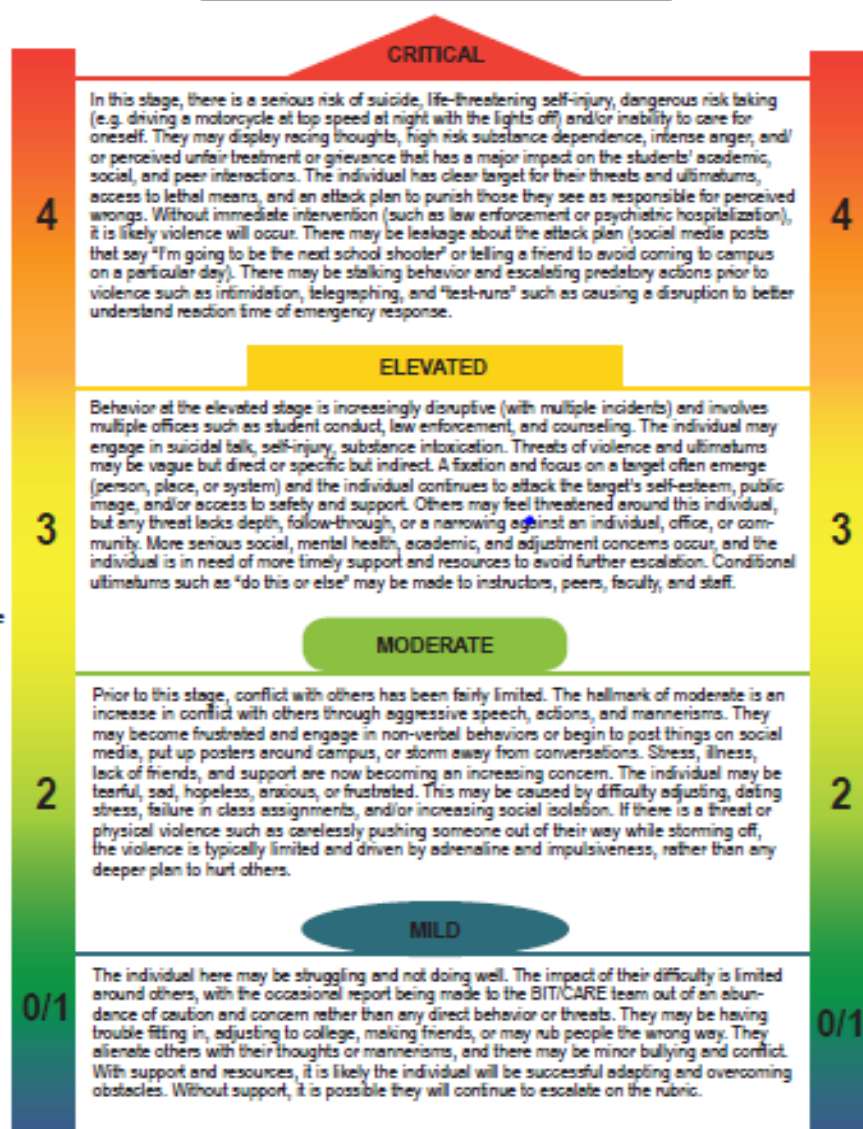 CRITICAL
In this stage, there is a serious risk of suicide, life-threatening self-injury, dangerous risk taking
(e.g. driving a motorcycle at top speed at night with the lights off) and/or inability to care for
oneself. They may display racing thoughts, high risk substance dependence, intense anger, and/
or perceived unfair treatment or grievance that has a major impact on the students' academic,
social, and peer interactions. The individual has clear target for their threats and ultimatums,
access to lethal means, and an attack plan to punish those they see as responsible for perceived
wrongs. Without immediate intervention (such as law enforcement or psychiatric hospitalization),
it is likely violence will occur. There may be leakage about the attack plan (social media posts
that say "I'm going to be the next school shooter" or telling a friend to avoid coming to campus
on a particular day). There may be stalking behavior and escalating predatory actions prior to
violence such as intimidation, telegraphing, and "test-runs" such as causing a disruption to better
understand reaction time of emergency response.
4
4
ELEVATED
Behavior at the elevated stage is increasingly disruptive (with multiple incidents) and involves
multiple offices such as student conduct, law enforcement, and counseling. The individual may
engage in suicidal talk, self-injury, substance intoxication. Threats of violence and ultimatums
may be vague but direct or specific but indirect. A fixation and focus on a target often emerge
(person, place, or system) and the individual continues to attack the target's self-esteem, public
image, and/or access to safety and support. Others may feel threatened around this individual,
but any threat lacks depth, follow-through, or a narrowing against an individual, office, or com-
munity. More serious social, mental health, academic, and adjustment concerns occur, and the
individual is in need of more timely support and resources to avoid further escalation. Conditional
ultimatums such as "do this or else" may be made to instructors, peers, faculty, and staff.
3
3
MODERATE
Prior to this stage, conflict with others has been fairly limited. The hallmark of moderate is an
increase in conflict with others through aggressive speech, actions, and mannerisms. They
may become frustrated and engage in non-verbal behaviors or begin to post things on social
media, put up posters around campus, or storm away from conversations. Stress, illness,
lack of friends, and support are now becoming an increasing concern. The individual may be
tearful, sad, hopeless, anxious, or frustrated. This may be caused by difficulty adjusting, dating
stress, failure in class assignments, and/or increasing social isolation. If there is a threat or
physical violence such as carelessly pushing someone out of their way while storming off,
the violence is typically limited and driven by adrenaline and impulsiveness, rather than any
deeper plan to hurt others.
2
2
MILD
The individual here may be struggling and not doing well. The impact of their difficulty is limited
around others, with the occasional report being made to the BIT/CARE team out of an abun-
dance of caution and concern rather than any direct behavior or threats. They may be having
trouble fitting in, adjusting to college, making friends, or may rub people the wrong way. They
alienate others with their thoughts or mannerisms, and there may be minor bullying and conflict.
With support and resources, it is likely the individual will be successful adapting and overcoming
obstacles. Without support, it is possible they will continue to escalate on the rubric.
0/1
0/1